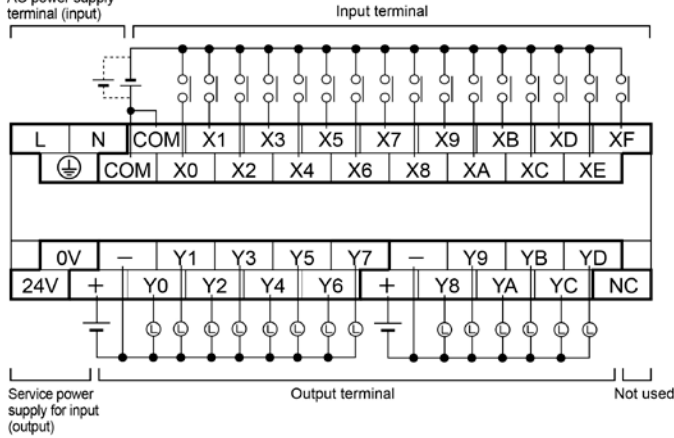 AC power supply
terminal (input)
Input terminal
L N COM X1 X3 X5 X7 X9 XB XD XF
COM X0 X2 X4 X6 X8 XA XC XE
0V − Y1 Y3 Y5 Y7 − Y9 YB YD
24V + Y0 Y2 Y4 Y6 + Y8 YA YC NC
L L L L L L L L L L L L L L
Service power
supply for input
(output)
Output terminal
Not used